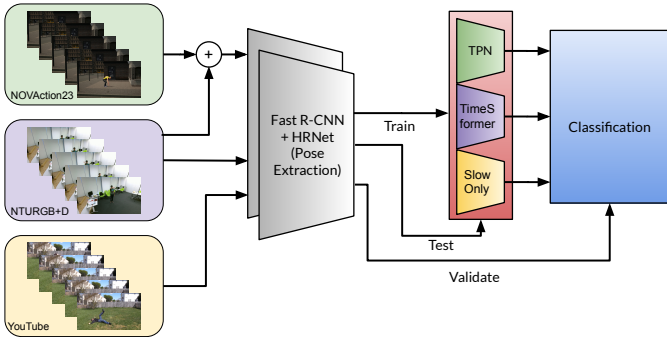 NOVAction23
NTURGB+D
YouTube
+
Fast R-CNN
+ HRNet
(Pose
Extraction)
Train
Test
Validate
TPN
TimeS
former
Slow
Only
Classification